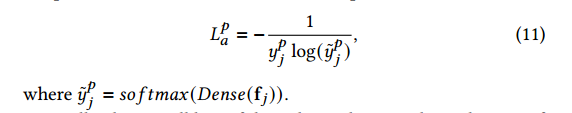 L_a^p = - 1 / (y_j^p log(ỹ_j^p)), (11)
where ỹ_j^p = softmax(Dense(f_j)).